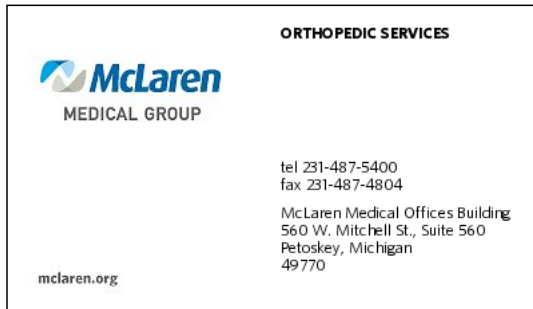 ORTHOPEDIC SERVICES
McLaren
MEDICAL GROUP
tel 231-487-5400
fax 231-487-4804
McLaren Medical Offices Building
560 W. Mitchell St., Suite 560
Petoskey, Michigan
49770
mclaren.org